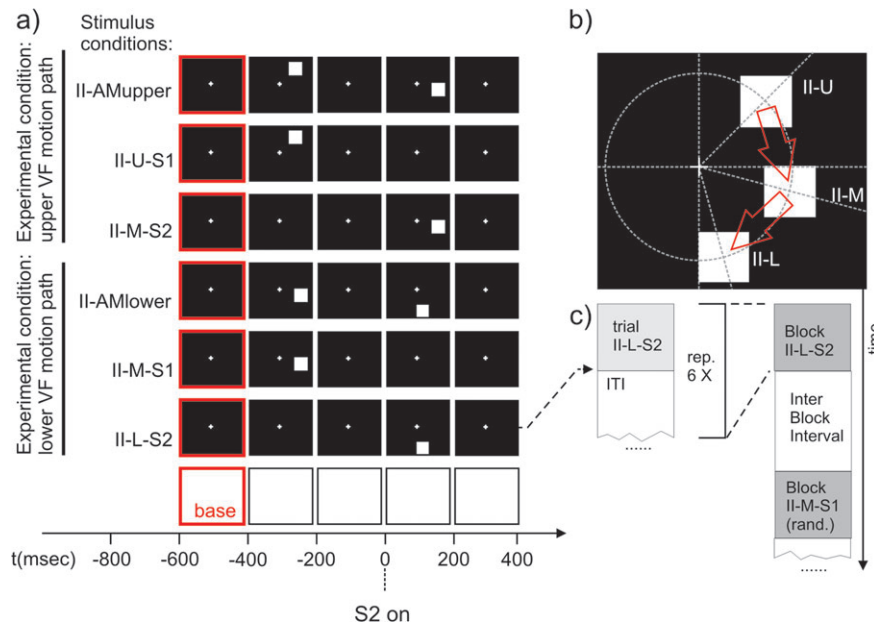 a)
Stimulus
conditions:
Experimental condition:
upper VF motion path
II-AMupper
II-U-S1
II-M-S2
Experimental condition:
lower VF motion path
II-AMlower
II-M-S1
II-L-S2
base
t(msec)
-800
-600
-400
-200
0
200
400
S2 on
b)
II-U
II-M
II-L
c)
trial
II-L-S2
ITI
......
rep.
6 X
Block
II-L-S2
Inter
Block
Interval
Block
II-M-S1
(rand.)
......
time